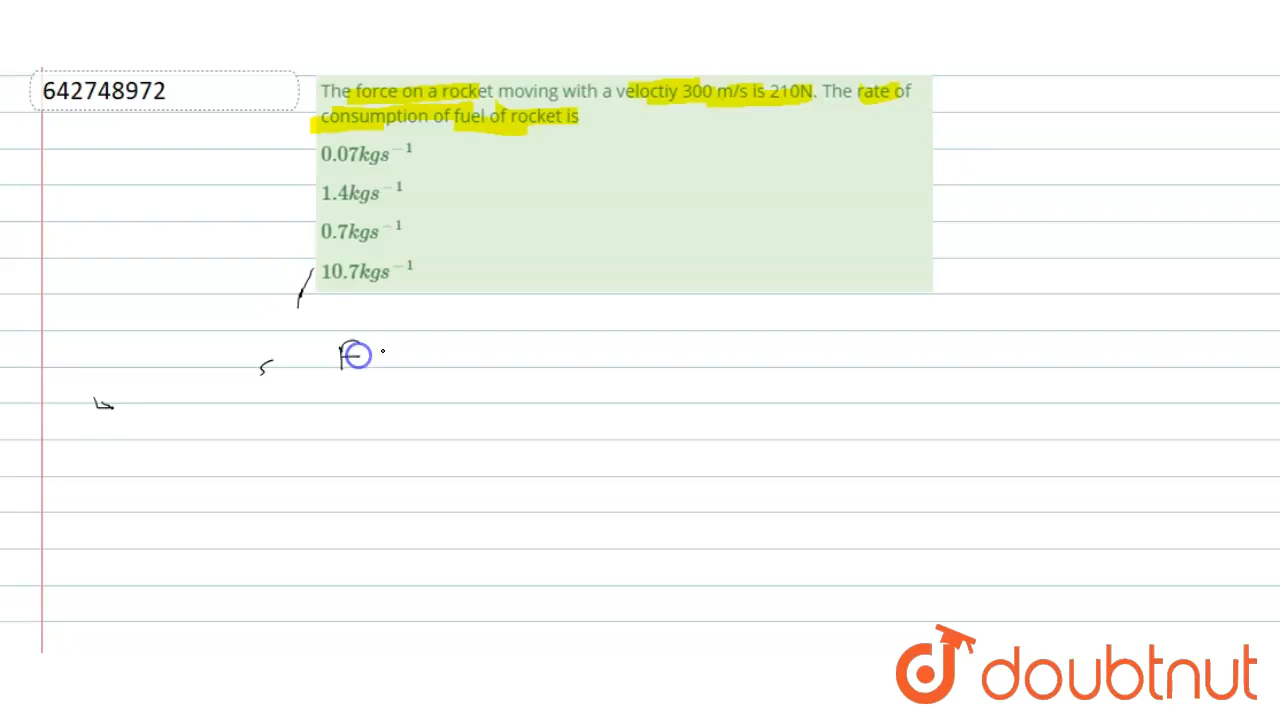 642748972
The force on a rocket moving with a veloctiy 300 m/s is 210N. The rate of
consumption of fuel of rocket is
0.07kgs⁻¹
1.4kgs⁻¹
0.7kgs⁻¹
10.7kgs⁻¹
F
doubtnut